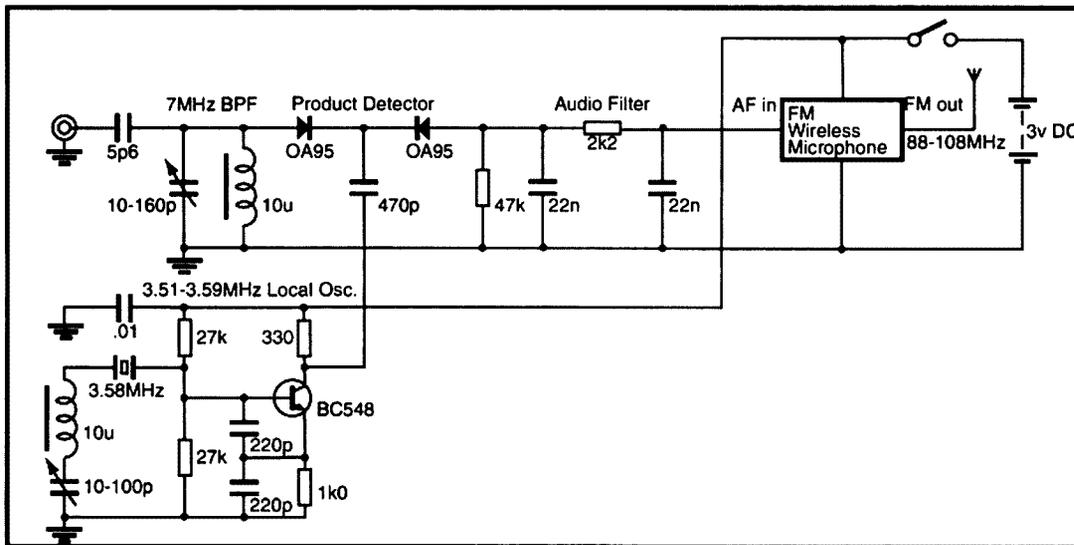 7MHz BPF
Product Detector
Audio Filter
AF in
FM out
FM
Wireless
Microphone
88-108MHz
3v DC
5p6
OA95
OA95
2k2
10-160p
10u
470p
47k
22n
22n
3.51-3.59MHz Local Osc.
.01
27k
330
3.58MHz
BC548
10u
220p
27k
10-100p
220p
1k0